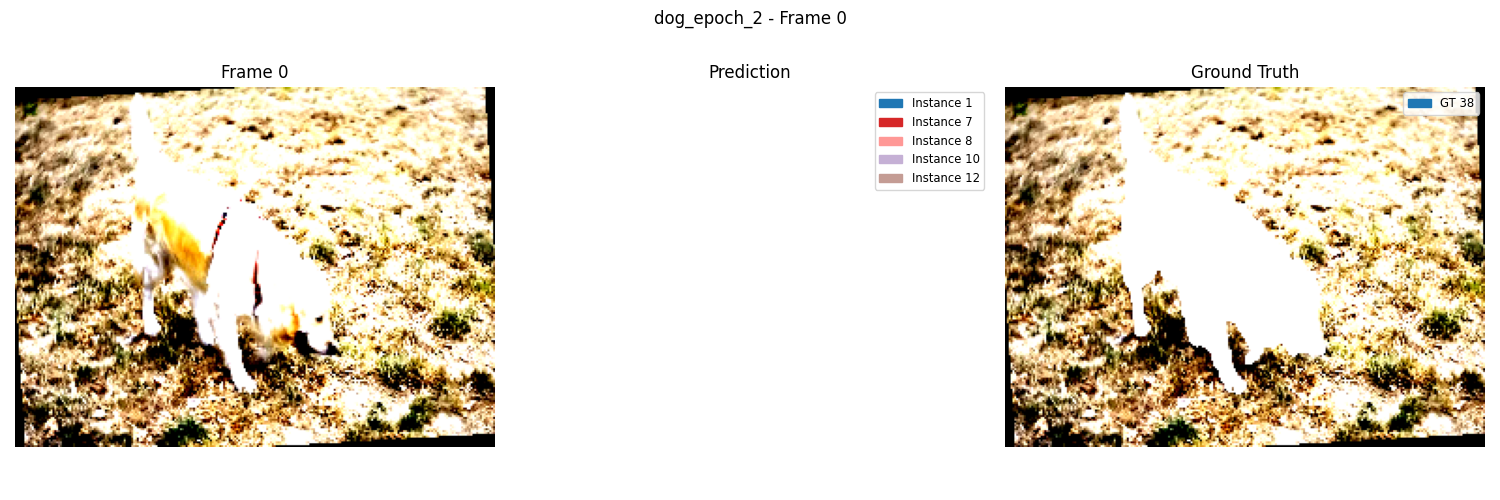 dog_epoch_2 - Frame 0
Frame 0
Prediction
Ground Truth
Instance 1
Instance 7
Instance 8
Instance 10
Instance 12
GT 38